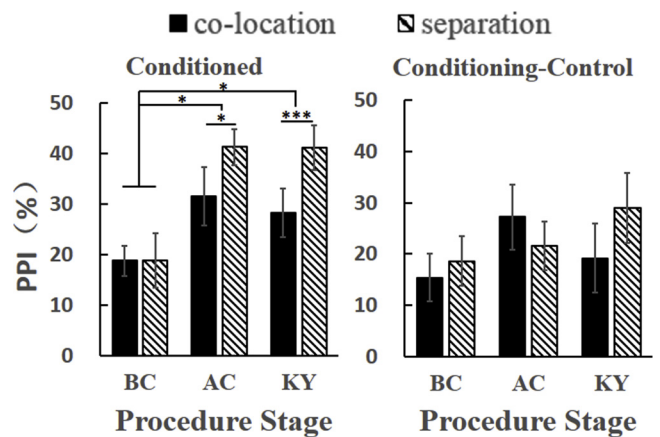 co-location separation
Conditioned Conditioning-Control
PPI (%)
50
40
30
20
10
0
* * * ***
BC AC KY
Procedure Stage
50
40
30
20
10
0
BC AC KY
Procedure Stage